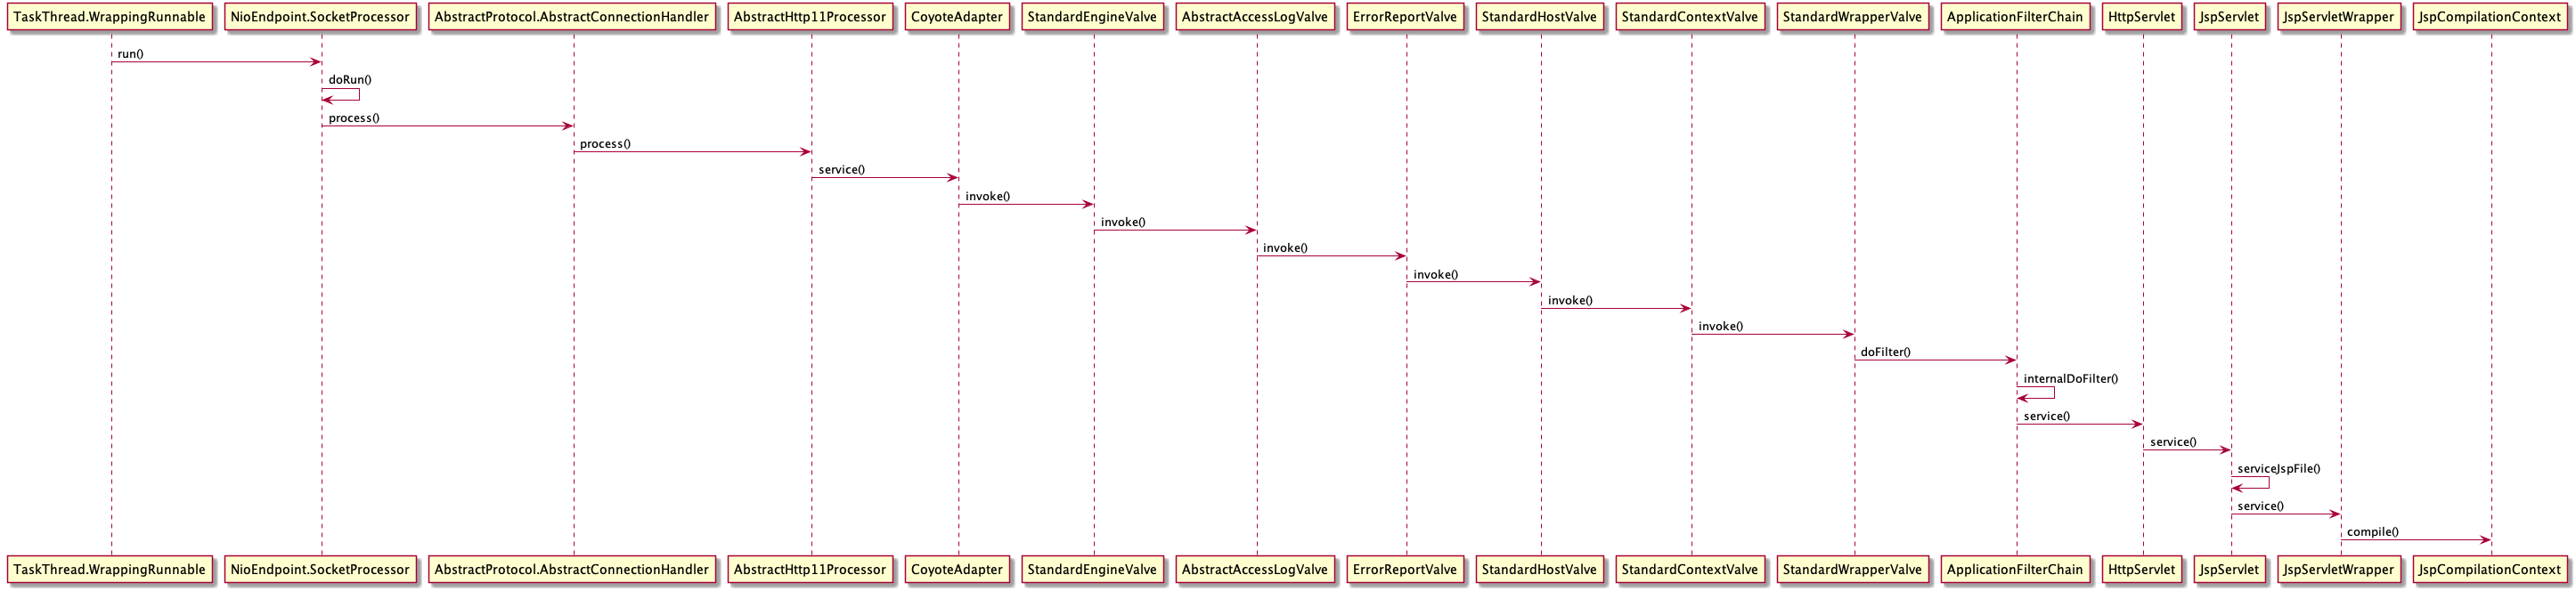 TaskThread.WrappingRunnable NioEndpoint.SocketProcessor AbstractProtocol.AbstractConnectionHandler AbstractHttp11Processor CoyoteAdapter StandardEngineValve AbstractAccessLogValve ErrorReportValve StandardHostValve StandardContextValve StandardWrapperValve ApplicationFilterChain HttpServlet JspServlet JspServletWrapper JspCompilationContext
run()
doRun()
process()
process()
service()
invoke()
invoke()
invoke()
invoke()
invoke()
invoke()
doFilter()
internalDoFilter()
service()
service()
serviceJspFile()
service()
compile()
TaskThread.WrappingRunnable NioEndpoint.SocketProcessor AbstractProtocol.AbstractConnectionHandler AbstractHttp11Processor CoyoteAdapter StandardEngineValve AbstractAccessLogValve ErrorReportValve StandardHostValve StandardContextValve StandardWrapperValve ApplicationFilterChain HttpServlet JspServlet JspServletWrapper JspCompilationContext